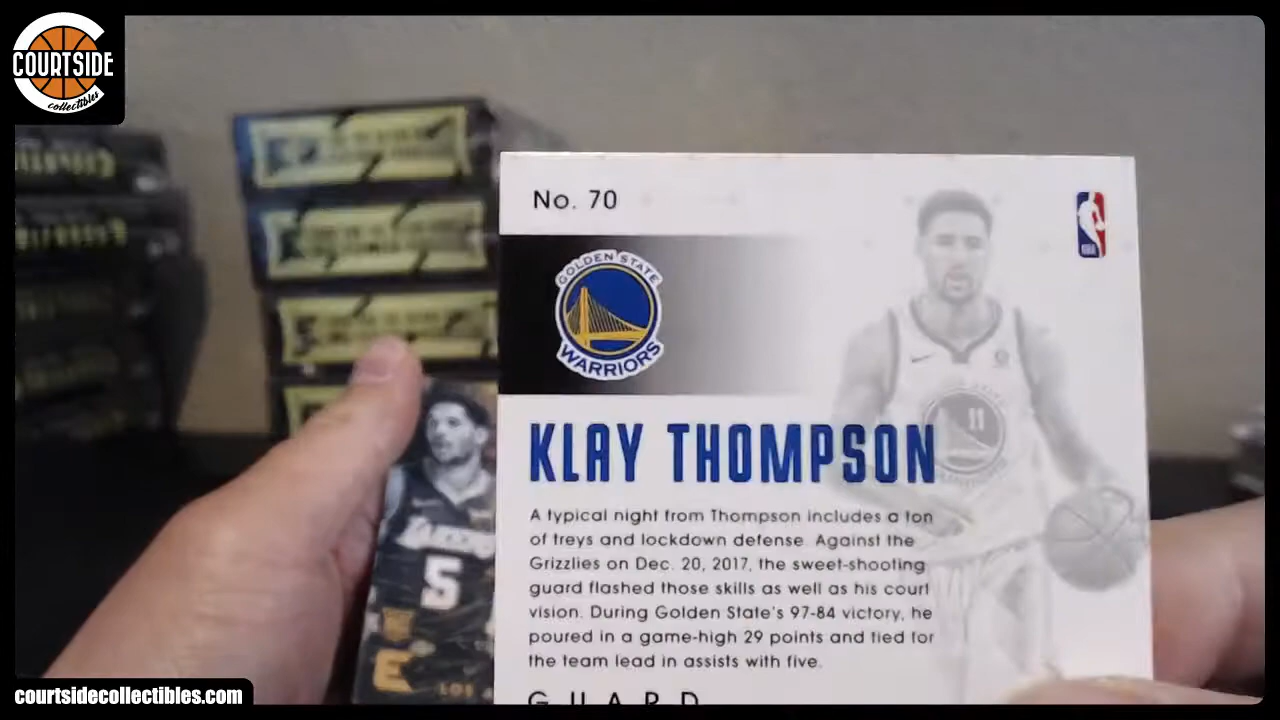 COURTSIDE
collectibles
No. 70
GOLDEN STATE
WARRIORS
11
KLAY THOMPSON
A typical night from Thompson includes a ton
of treys and lockdown defense. Against the
Grizzlies on Dec. 20, 2017, the sweet-shooting
guard flashed those skills as well as his court
vision. During Golden State's 97-84 victory, he
poured in a game-high 29 points and tied for
the team lead in assists with five.
GUARD
5
E
LOS
courtsidecollectibles.com